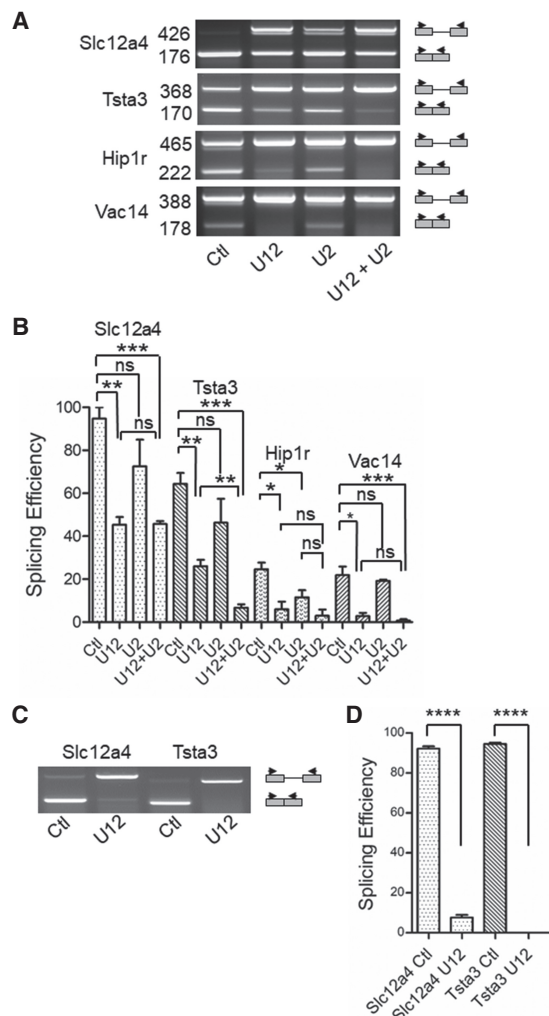 A
Slc12a4
426
176
Tsta3
368
170
Hip1r
465
222
Vac14
388
178
Ctl
U12
U2
U12 + U2
B
Slc12a4
***
ns
**
ns
Tsta3
***
ns
**
**
Hip1r
*
*
ns
ns
Vac14
***
ns
*
ns
Splicing Efficiency
100
80
60
40
20
0
Ctl
U12
U2
U12+U2
Ctl
U12
U2
U12+U2
Ctl
U12
U2
U12+U2
Ctl
U12
U2
U12+U2
C
Slc12a4
Tsta3
Ctl
U12
Ctl
U12
D
****
****
Splicing Efficiency
100
80
60
40
20
0
Slc12a4 Ctl
Slc12a4 U12
Tsta3 Ctl
Tsta3 U12